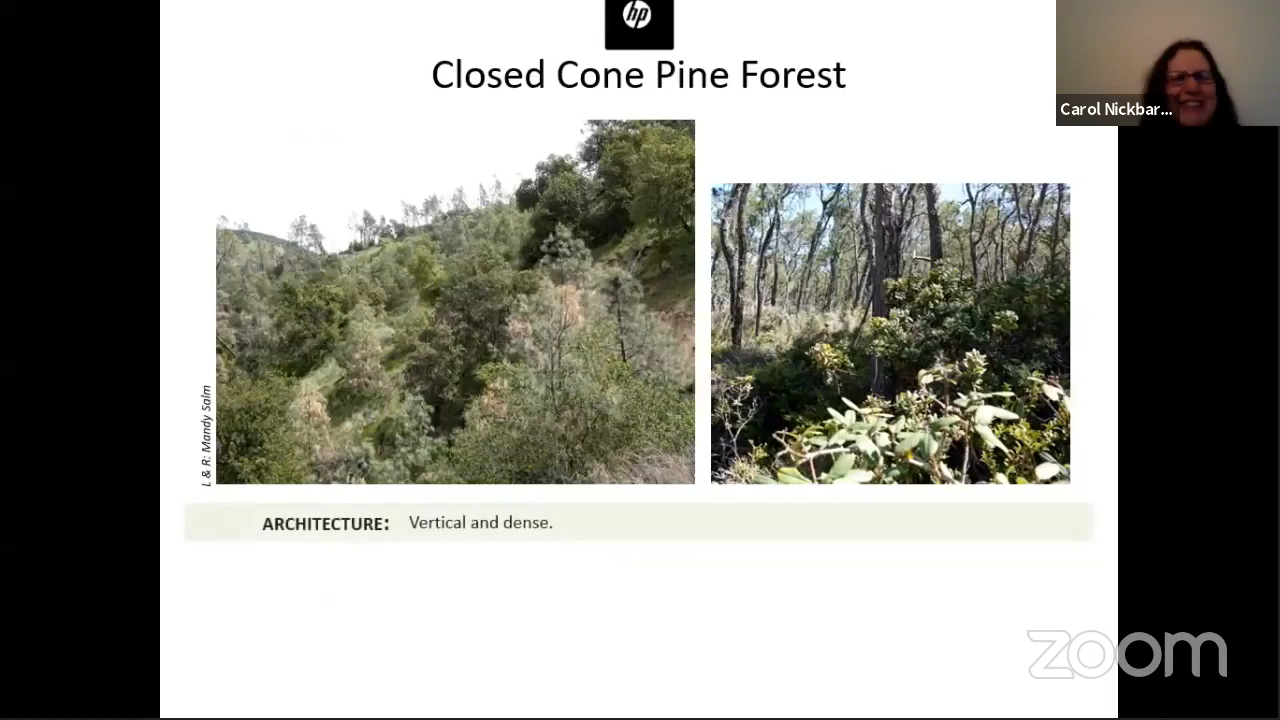 hp
Closed Cone Pine Forest
Carol Nickbar...
L & R: Mandy Salm
ARCHITECTURE: Vertical and dense.
zoom